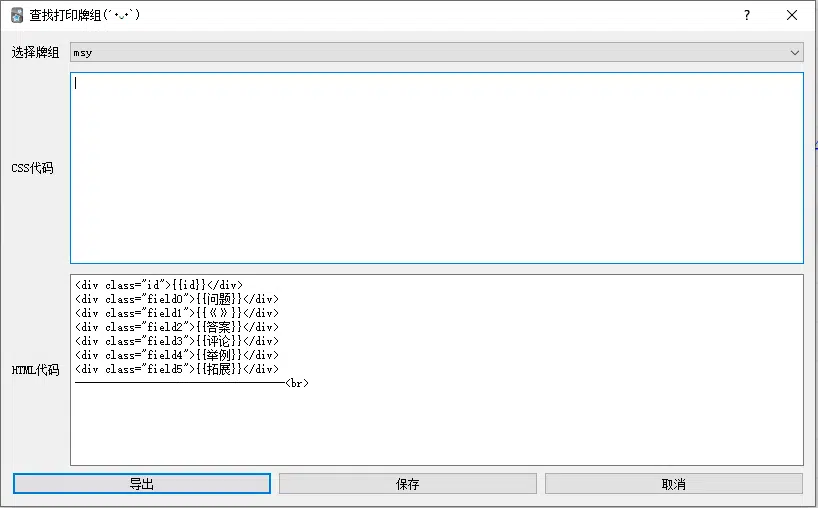 查找打印牌组(´•ᴗ•`)
?
选择牌组 msy
CSS代码
HTML代码
<div class="id">{{id}}</div>
<div class="field0">{{问题}}</div>
<div class="field1">{{《》}}</div>
<div class="field2">{{答案}}</div>
<div class="field3">{{评论}}</div>
<div class="field4">{{举例}}</div>
<div class="field5">{{拓展}}</div>
———————————————<br>
导出 保存 取消